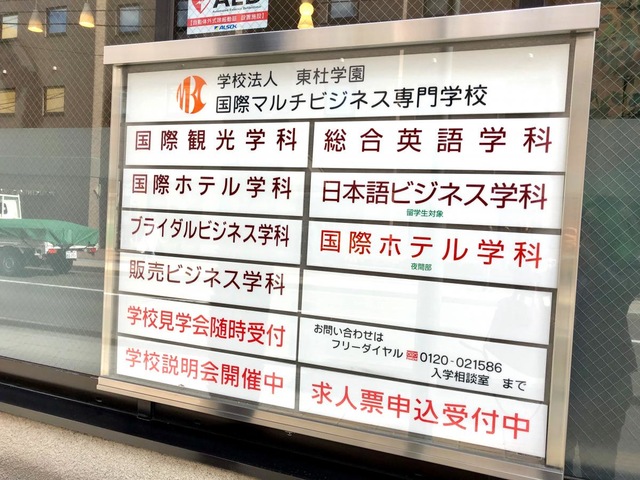 AED
ALSOK
MBC
学校法人 東杜学園
国際マルチビジネス専門学校
国際観光学科
総合英語学科
国際ホテル学科
日本語ビジネス学科
留学生対象
ブライダルビジネス学科
国際ホテル学科
夜間部
販売ビジネス学科
学校見学会随時受付
お問い合わせは
フリーダイヤル 0120-021586
入学相談室 まで
学校説明会開催中
求人票申込受付中